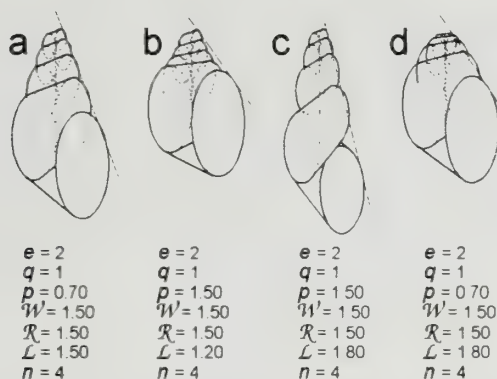 a
e = 2
q = 1
p = 0.70
W = 1.50
R = 1.50
L = 1.50
n = 4
b
e = 2
q = 1
p = 1.50
W = 1.50
R = 1.50
L = 1.20
n = 4
c
e = 2
q = 1
p = 1 50
W = 1 50
R = 1 50
L = 1 80
n = 4
d
e = 2
q = 1
p = 0 70
W = 1 50
R = 1 50
L = 1 80
n = 4